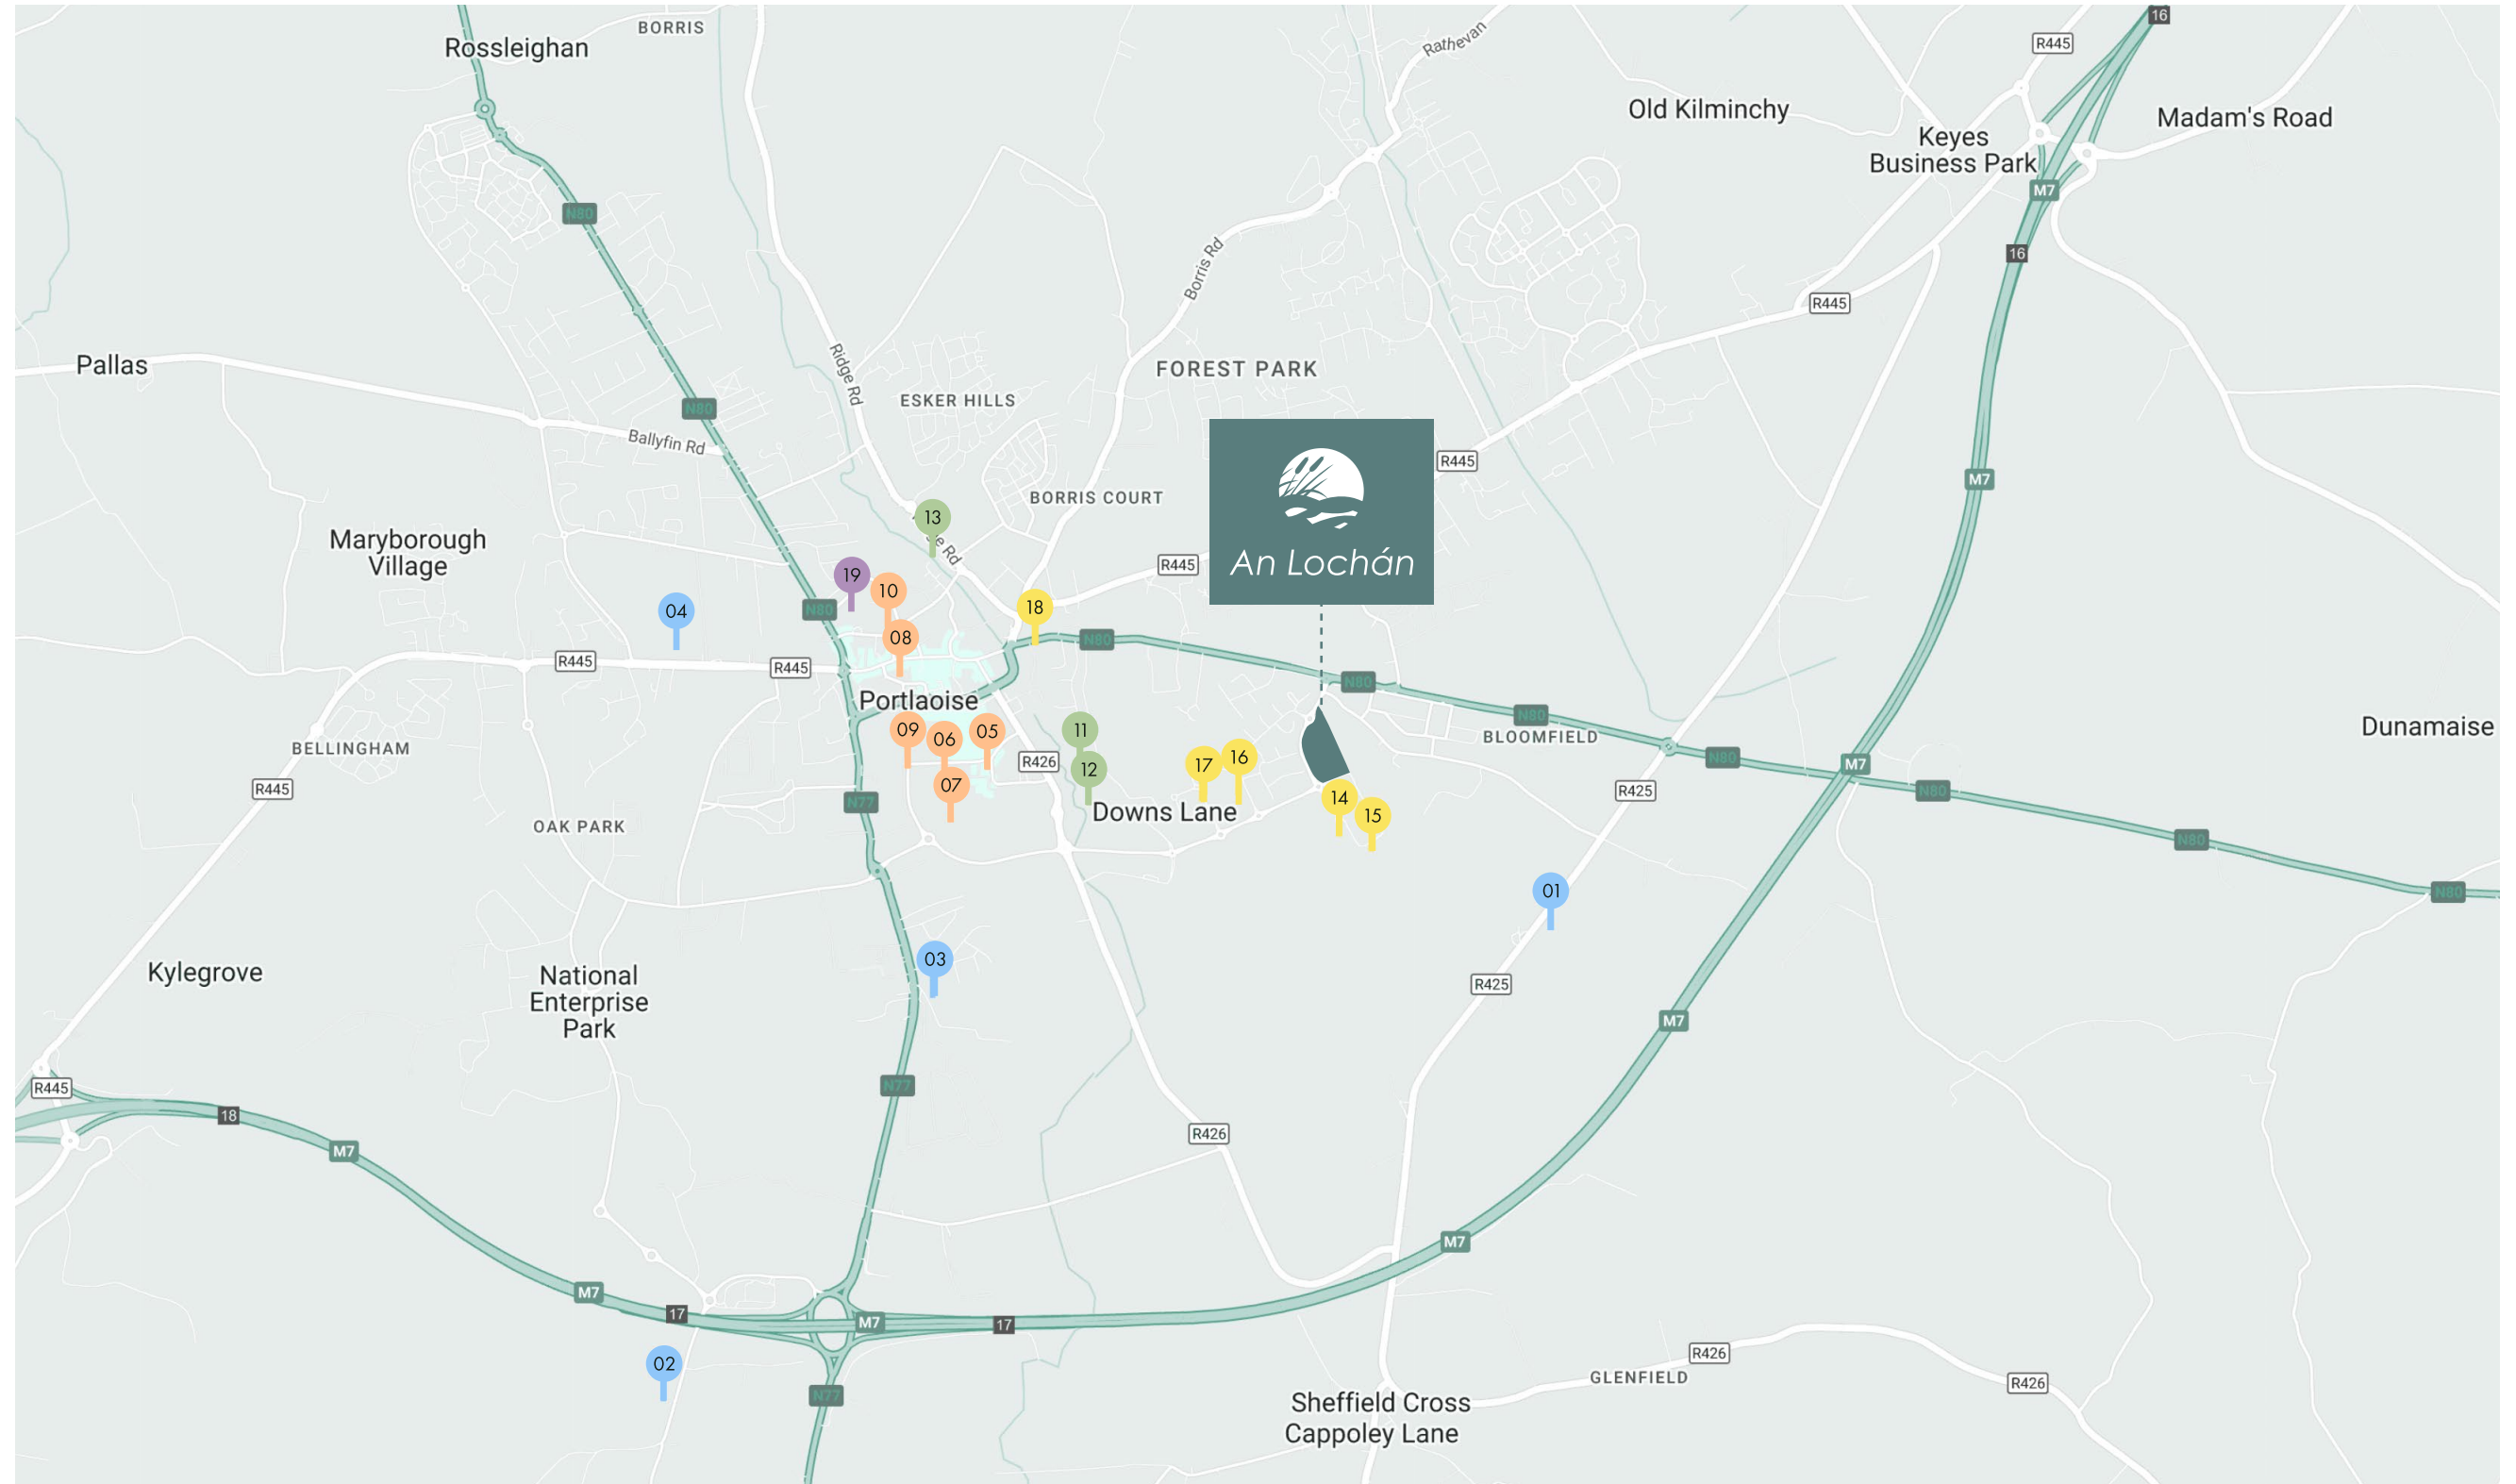 16
BORRIS
Rossleighan
Rathevan
R445
Old Kilminchy
Madam's Road
Keyes
Business Park
M7
N80
16
Borris Rd
R445
Pallas
Ridge Rd
FOREST PARK
ESKER HILLS
N80
Ballyfin Rd
R445
M7
BORRIS COURT
13
Maryborough
Village
An Lochán
R445
19
10
04
N80
18
08
N80
R445
R445
N80
Portlaoise
N80
09
06
05
11
Dunamaise
BLOOMFIELD
BELLINGHAM
R426
12
17
16
N80
M7
07
R445
R425
N80
N77
Downs Lane
14
15
OAK PARK
N80
01
N80
03
Kylegrove
National
Enterprise
Park
R425
M7
R445
N77
18
R426
M7
M7
M7
17
M7
17
02
R426
N77
GLENFIELD
R426
Sheffield Cross
Cappoley Lane